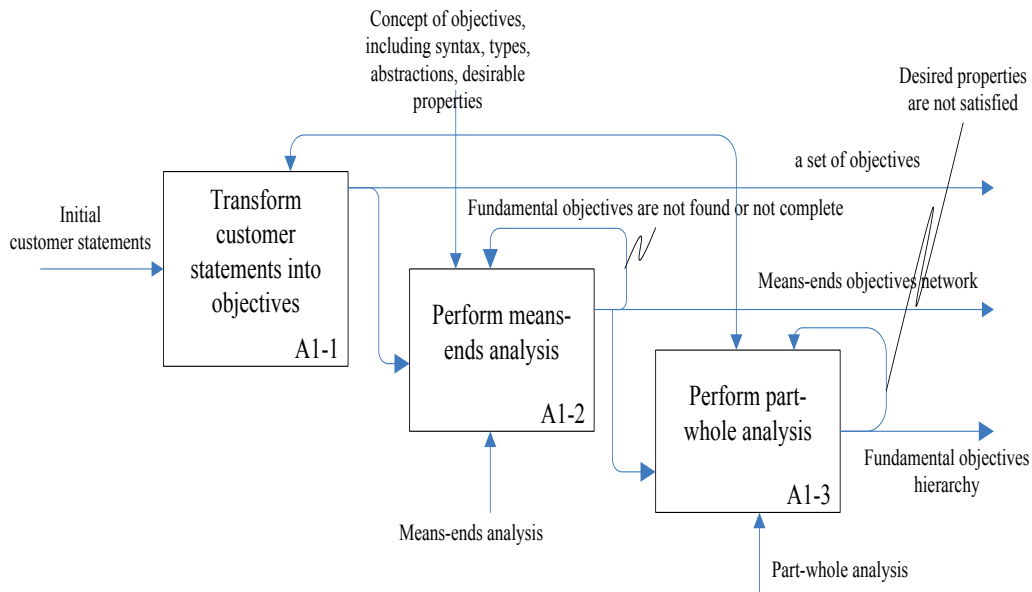 Concept of objectives,
including syntax, types,
abstractions, desirable
properties
Desired properties
are not satisfied
a set of objectives
Initial
customer statements
Transform
customer
statements into
objectives
A1-1
Fundamental objectives are not found or not complete
Means-ends objectives network
Perform means-
ends analysis
A1-2
Perform part-
whole analysis
A1-3
Fundamental objectives
hierarchy
Means-ends analysis
Part-whole analysis